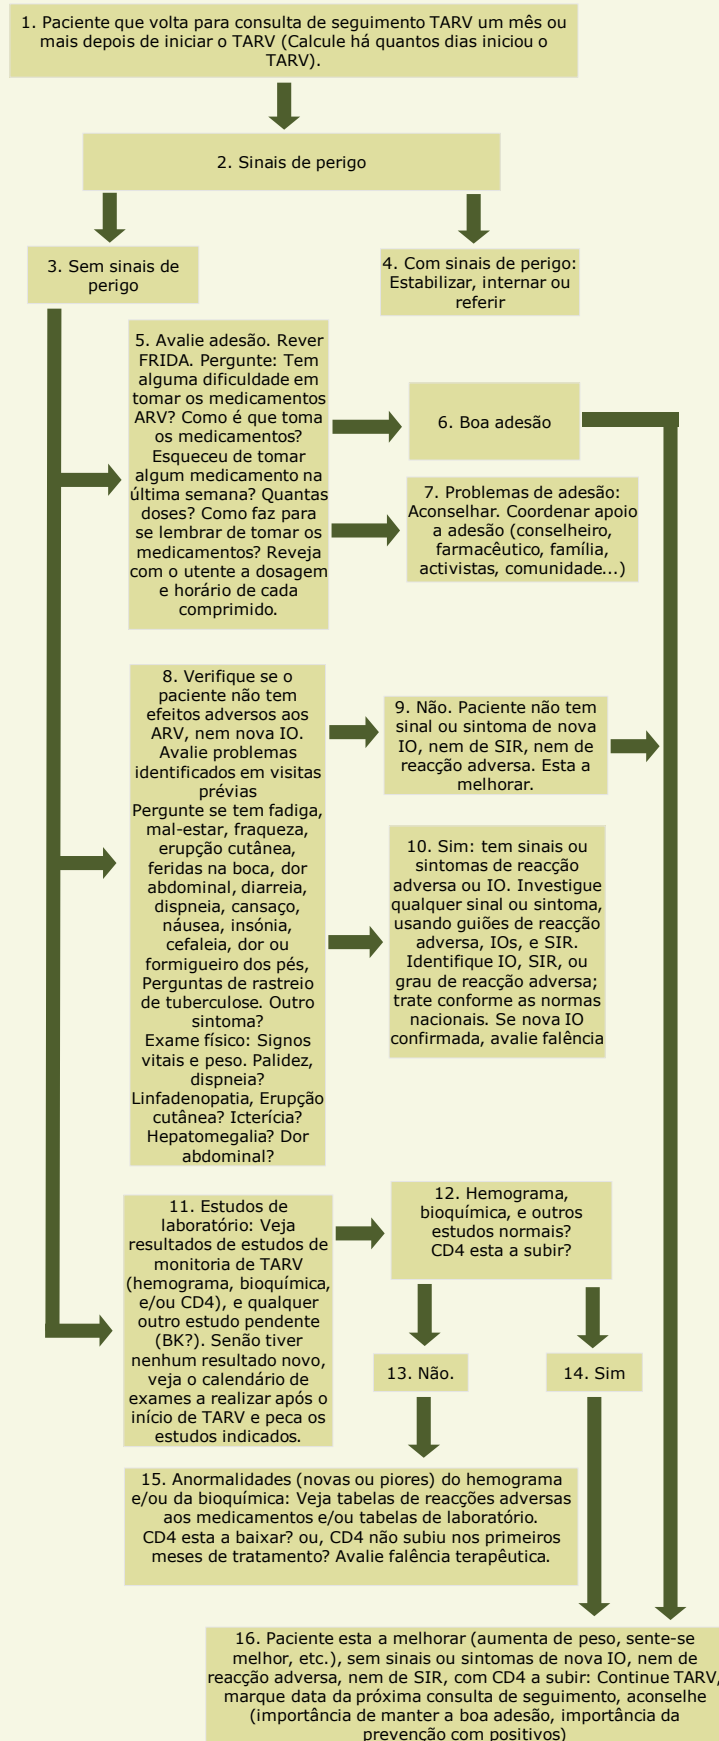 1. Paciente que volta para consulta de seguimento TARV um mês ou
mais depois de iniciar o TARV (Calcule há quantos dias iniciou o
TARV).
2. Sinais de perigo
3. Sem sinais de
perigo
4. Com sinais de perigo:
Estabilizar, internar ou
referir
5. Avalie adesão. Rever
FRIDA. Pergunte: Tem
alguma dificuldade em
tomar os medicamentos
ARV? Como é que toma
os medicamentos?
Esqueceu de tomar
algum medicamento na
última semana? Quantas
doses? Como faz para
se lembrar de tomar os
medicamentos? Reveja
com o utente a dosagem
e horário de cada
comprimido.
6. Boa adesão
7. Problemas de adesão:
Aconselhar. Coordenar apoio
a adesão (conselheiro,
farmacêutico, família,
activistas, comunidade...)
8. Verifique se o
paciente não tem
efeitos adversos aos
ARV, nem nova IO.
Avalie problemas
identificados em visitas
prévias
Pergunte se tem fadiga,
mal-estar, fraqueza,
erupção cutânea,
feridas na boca, dor
abdominal, diarreia,
dispneia, cansaço,
náusea, insónia,
cefaleia, dor ou
formigueiro dos pés,
Perguntas de rastreio
de tuberculose. Outro
sintoma?
Exame físico: Signos
vitais e peso. Palidez,
dispneia?
Linfadenopatia, Erupção
cutânea? Icterícia?
Hepatomegalia? Dor
abdominal?
9. Não. Paciente não tem
sinal ou sintoma de nova
IO, nem de SIR, nem de
reacção adversa. Esta a
melhorar.
10. Sim: tem sinais ou
sintomas de reacção
adversa ou IO. Investigue
qualquer sinal ou sintoma,
usando guiões de reacção
adversa, IOs, e SIR.
Identifique IO, SIR, ou
grau de reacção adversa;
trate conforme as normas
nacionais. Se nova IO
confirmada, avalie falência
11. Estudos de
laboratório: Veja
resultados de estudos de
monitoria de TARV
(hemograma, bioquímica,
e/ou CD4), e qualquer
outro estudo pendente
(BK?). Senão tiver
nenhum resultado novo,
veja o calendário de
exames a realizar após o
início de TARV e peca os
estudos indicados.
12. Hemograma,
bioquímica, e outros
estudos normais?
CD4 esta a subir?
13. Não.
14. Sim
15. Anormalidades (novas ou piores) do hemograma
e/ou da bioquímica: Veja tabelas de reacções adversas
aos medicamentos e/ou tabelas de laboratório.
CD4 esta a baixar? ou, CD4 não subiu nos primeiros
meses de tratamento? Avalie falência terapêutica.
16. Paciente esta a melhorar (aumenta de peso, sente-se
melhor, etc.), sem sinais ou sintomas de nova IO, nem de
reacção adversa, nem de SIR, com CD4 a subir: Continue TARV,
marque data da próxima consulta de seguimento, aconselhe
(importância de manter a boa adesão, importância da
prevenção com positivos)